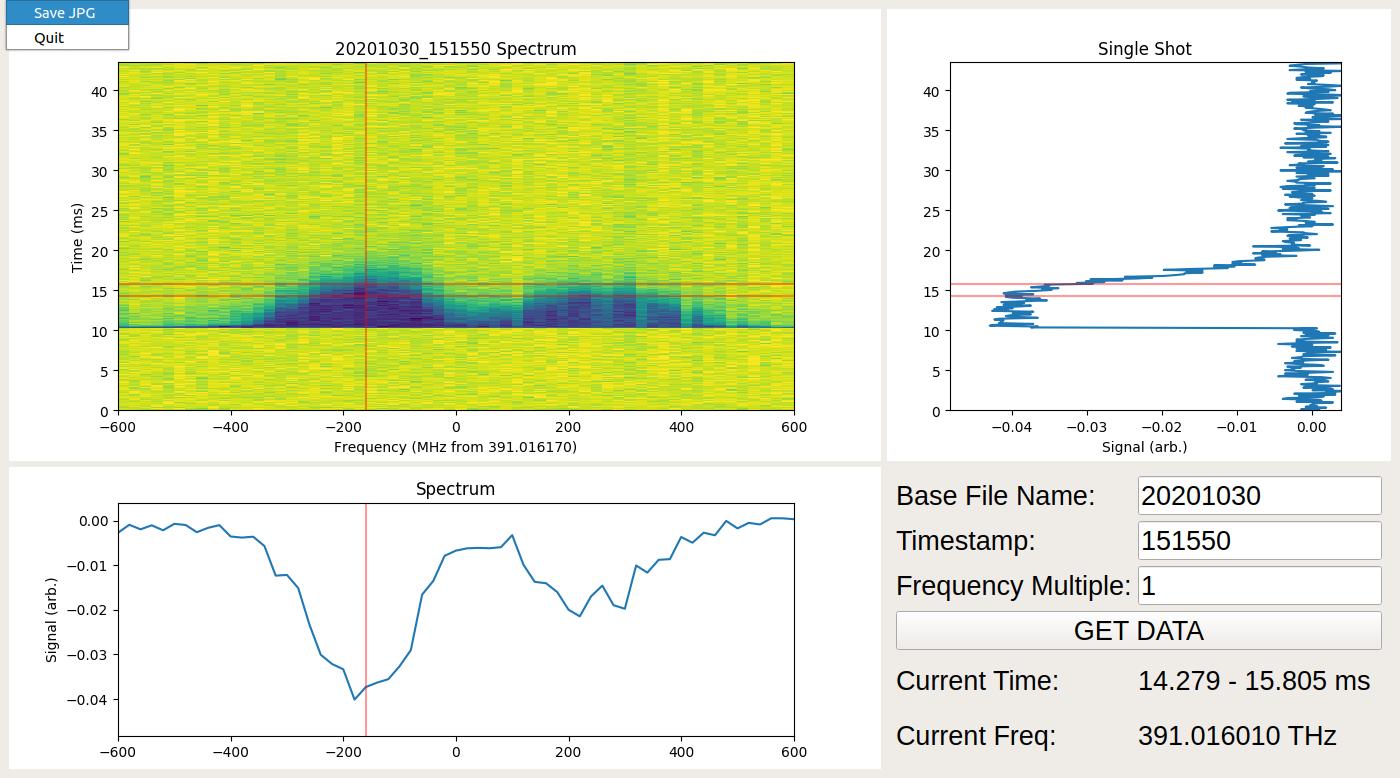 Save JPG
Quit
20201030_151550 Spectrum
40
35
30
25
20
15
10
5
0
Time (ms)
−600
−400
−200
0
200
400
600
Frequency (MHz from 391.016170)
Single Shot
40
35
30
25
20
15
10
5
0
−0.04
−0.03
−0.02
−0.01
0.00
Signal (arb.)
Spectrum
0.00
−0.01
−0.02
−0.03
−0.04
Signal (arb.)
−600
−400
−200
0
200
400
600
Base File Name: 20201030
Timestamp: 151550
Frequency Multiple: 1
GET DATA
Current Time: 14.279 - 15.805 ms
Current Freq: 391.016010 THz